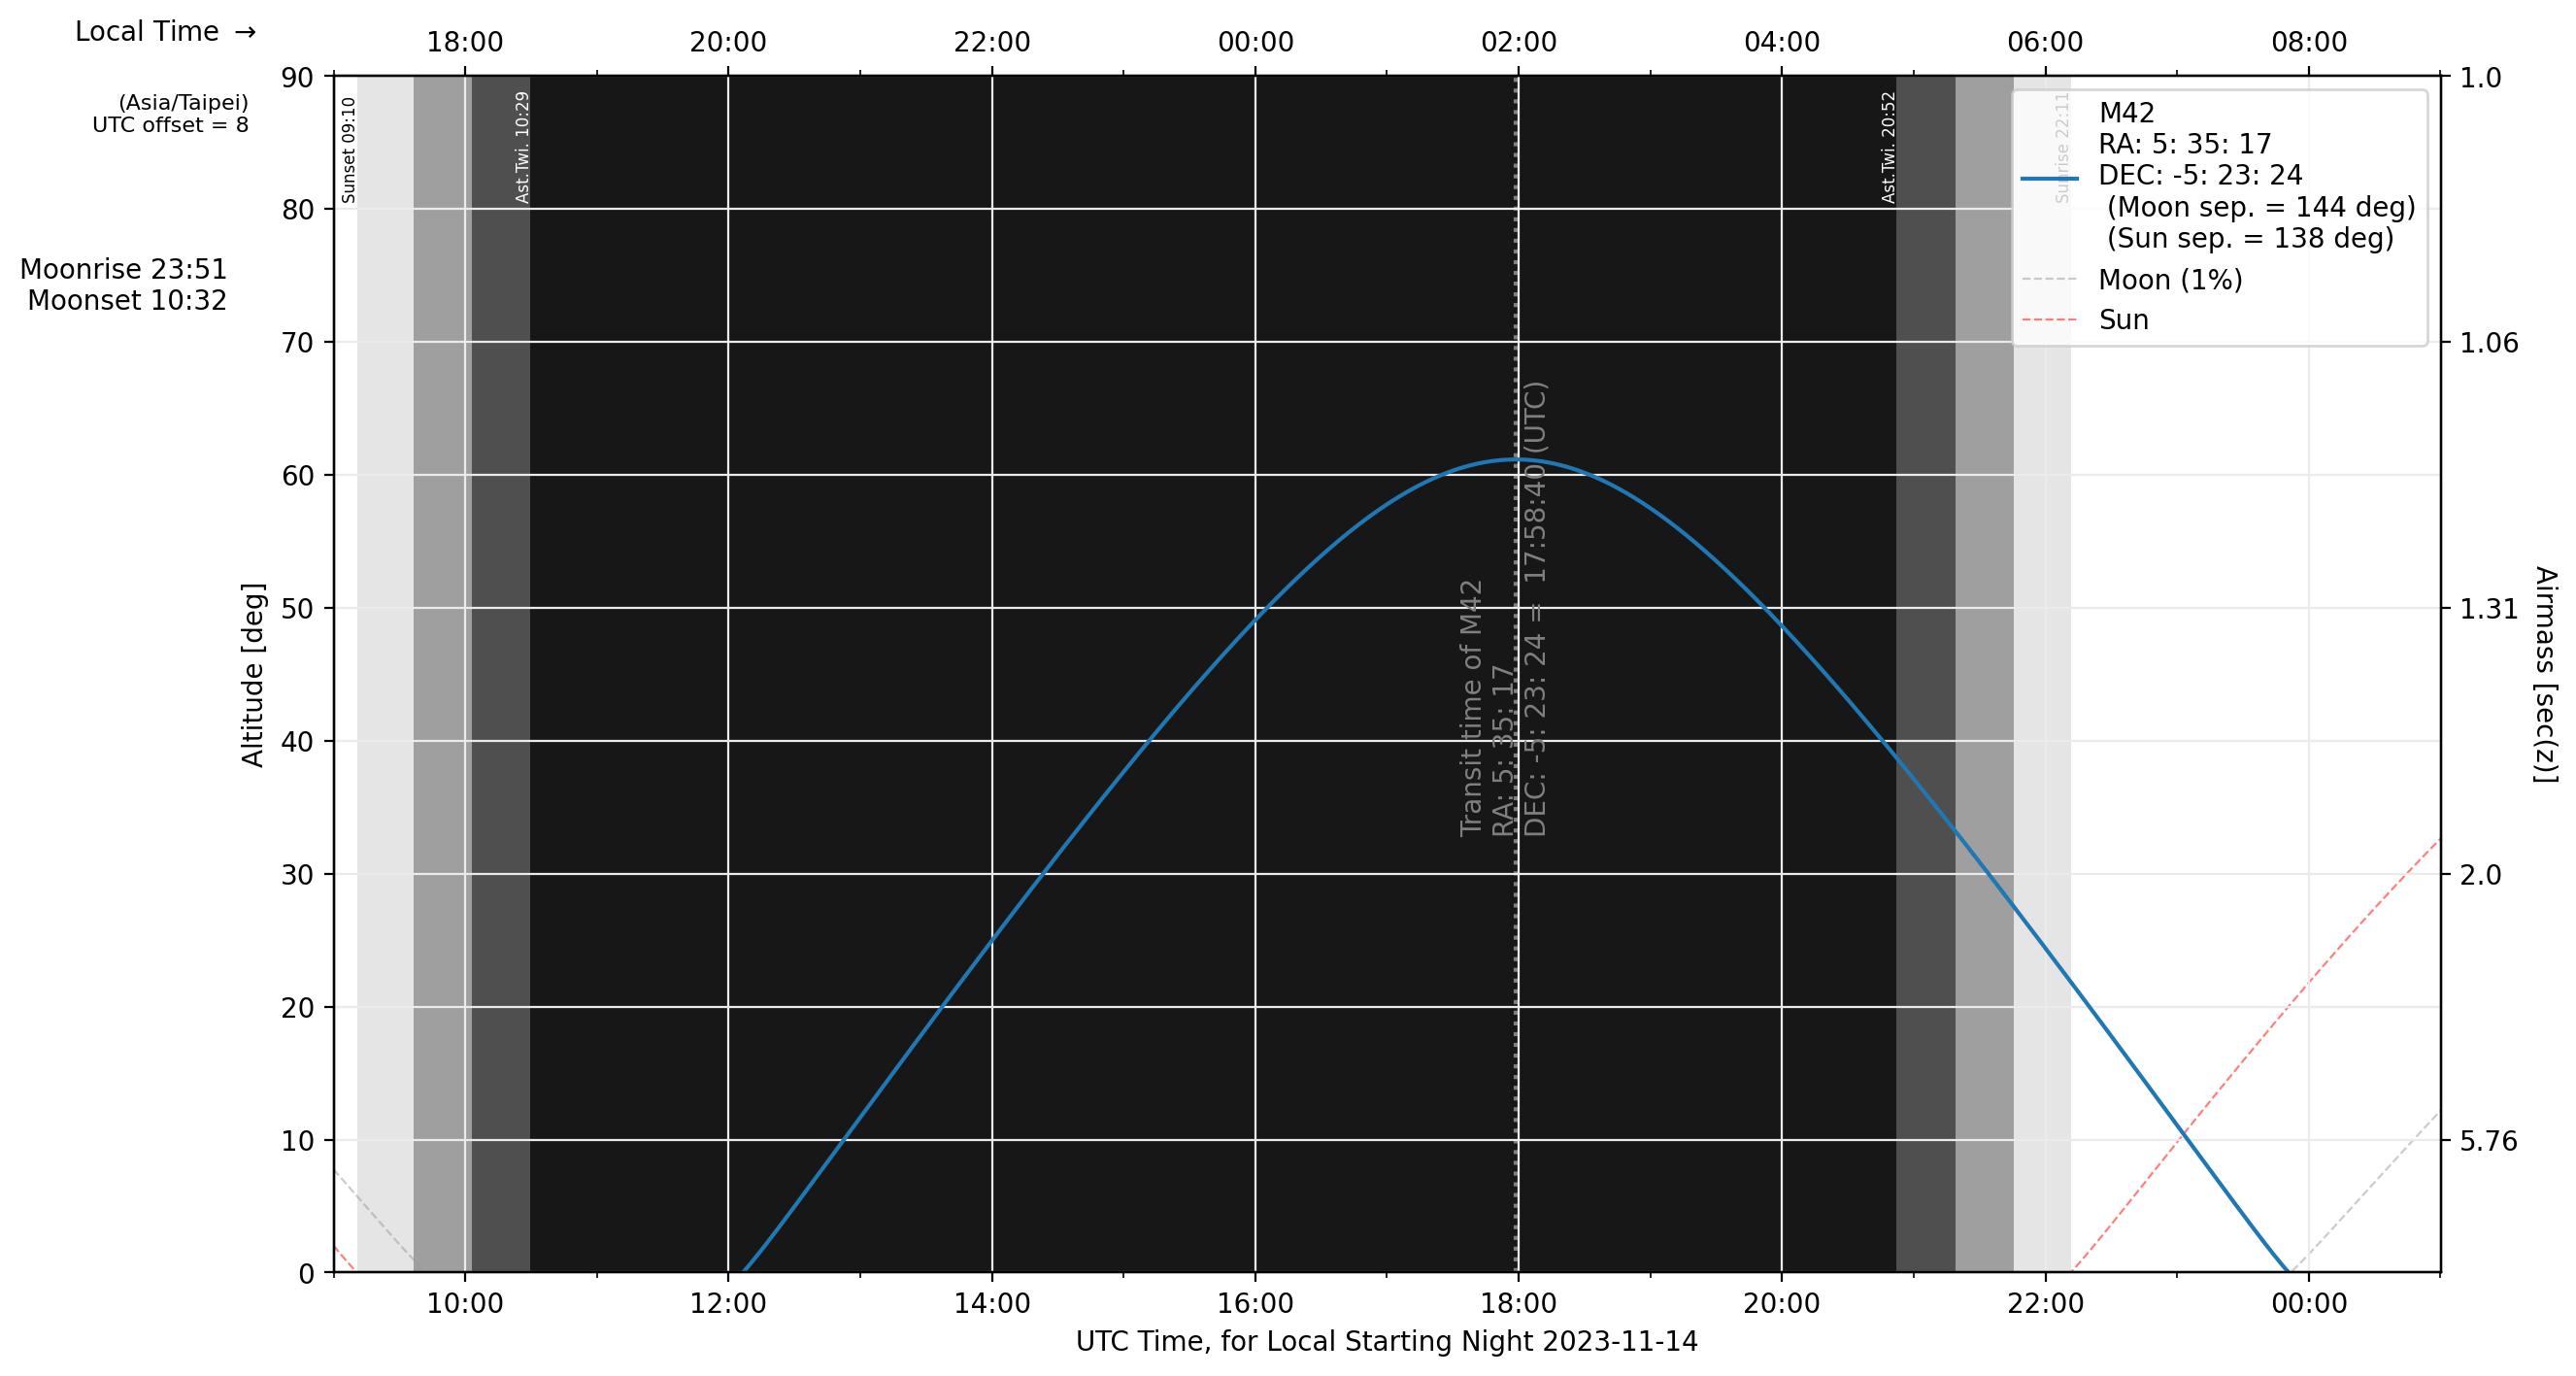 Local Time →
18:00 20:00 22:00 00:00 02:00 04:00 06:00 08:00
(Asia/Taipei)
UTC offset = 8
Moonrise 23:51
Moonset 10:32
Altitude [deg]
90
80
70
60
50
40
30
20
10
0
Sunset 09:10
Ast.Twi. 10:29
Transit time of M42
RA: 5: 35: 17
DEC: -5: 23: 24 = 17:58:40 (UTC)
Ast.Twi. 20:52
Sunrise 22:11
M42
RA: 5: 35: 17
DEC: -5: 23: 24
(Moon sep. = 144 deg)
(Sun sep. = 138 deg)
Moon (1%)
Sun
1.0
1.06
1.31
2.0
5.76
Airmass [sec(z)]
10:00 12:00 14:00 16:00 18:00 20:00 22:00 00:00
UTC Time, for Local Starting Night 2023-11-14